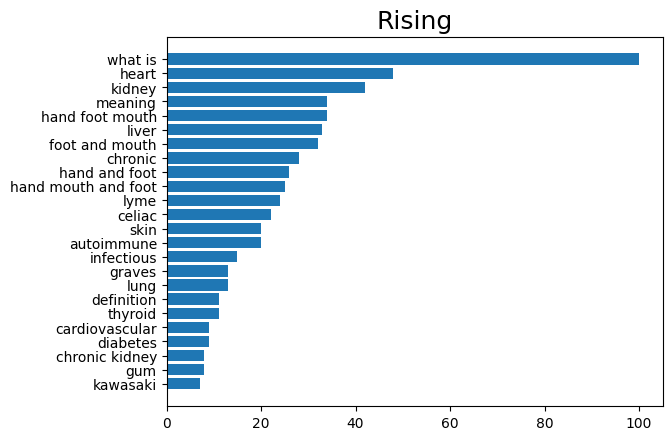 Rising
what is
heart
kidney
meaning
hand foot mouth
liver
foot and mouth
chronic
hand and foot
hand mouth and foot
lyme
celiac
skin
autoimmune
infectious
graves
lung
definition
thyroid
cardiovascular
diabetes
chronic kidney
gum
kawasaki
0 20 40 60 80 100